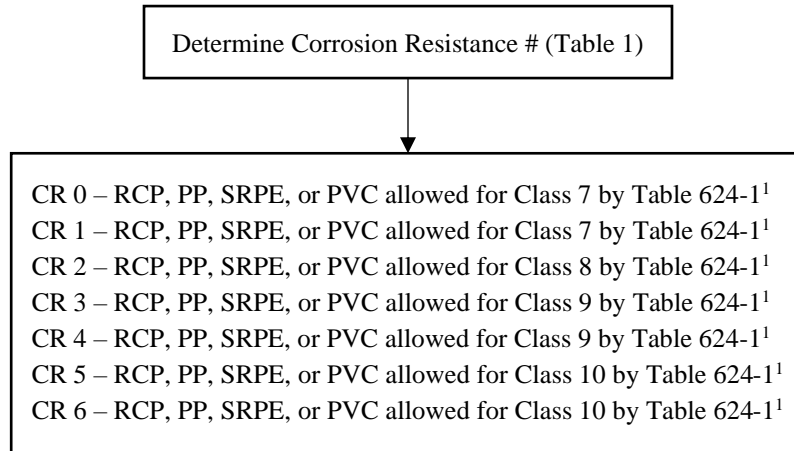 Determine Corrosion Resistance # (Table 1)
CR 0 – RCP, PP, SRPE, or PVC allowed for Class 7 by Table 624-1¹
CR 1 – RCP, PP, SRPE, or PVC allowed for Class 7 by Table 624-1¹
CR 2 – RCP, PP, SRPE, or PVC allowed for Class 8 by Table 624-1¹
CR 3 – RCP, PP, SRPE, or PVC allowed for Class 9 by Table 624-1¹
CR 4 – RCP, PP, SRPE, or PVC allowed for Class 9 by Table 624-1¹
CR 5 – RCP, PP, SRPE, or PVC allowed for Class 10 by Table 624-1¹
CR 6 – RCP, PP, SRPE, or PVC allowed for Class 10 by Table 624-1¹